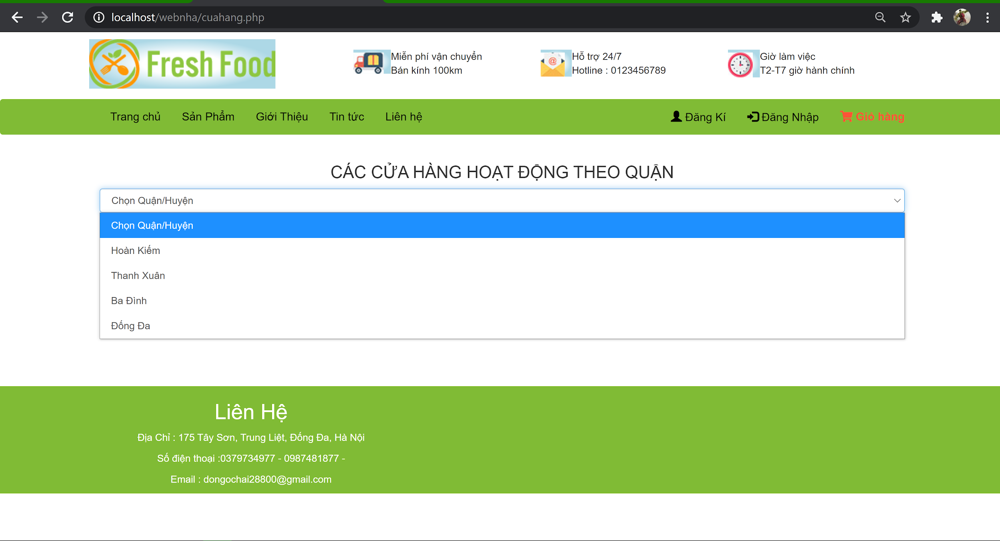 localhost/webnha/cuahang.php
Fresh Food
Miễn phí vận chuyển
Bán kính 100km
Hỗ trợ 24/7
Hotline : 0123456789
Giờ làm việc
T2-T7 giờ hành chính
Trang chủ Sản Phẩm Giới Thiệu Tin tức Liên hệ Đăng Kí Đăng Nhập Giỏ hàng
CÁC CỬA HÀNG HOẠT ĐỘNG THEO QUẬN
Chọn Quận/Huyện
Chọn Quận/Huyện
Hoàn Kiếm
Thanh Xuân
Ba Đình
Đống Đa
Liên Hệ
Địa Chỉ : 175 Tây Sơn, Trung Liệt, Đống Đa, Hà Nội
Số điện thoại :0379734977 - 0987481877 -
Email : dongochai28800@gmail.com